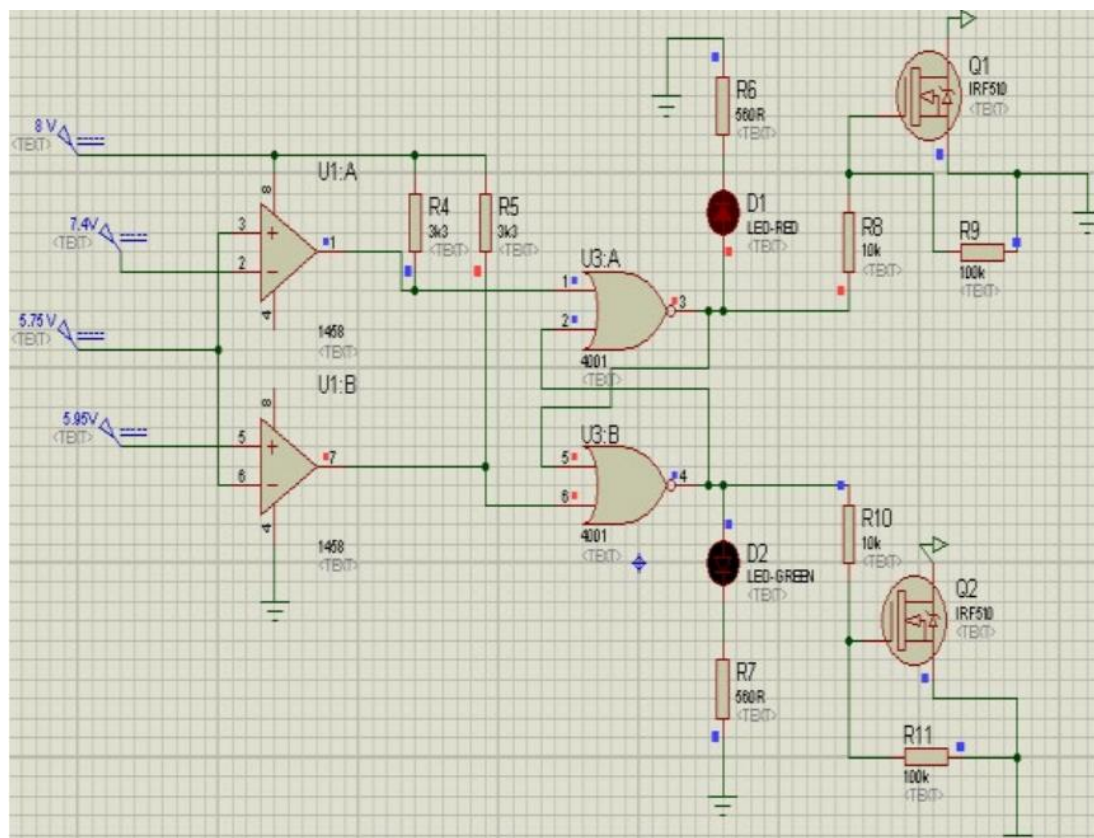 8 V
<TEXT>
7.4V
<TEXT>
5.75 V
<TEXT>
5.95V
<TEXT>
U1:A
8
3
2
1
4
1458
<TEXT>
U1:B
8
5
6
7
4
1458
<TEXT>
R4
3k3
<TEXT>
R5
3k3
<TEXT>
R6
560R
<TEXT>
D1
LED-RED
<TEXT>
U3:A
1
2
3
4001
<TEXT>
U3:B
5
6
4
4001
<TEXT>
D2
LED-GREEN
<TEXT>
R7
560R
<TEXT>
Q1
IRF510
<TEXT>
R8
10k
<TEXT>
R9
100k
<TEXT>
R10
10k
<TEXT>
Q2
IRF510
<TEXT>
R11
100k
<TEXT>